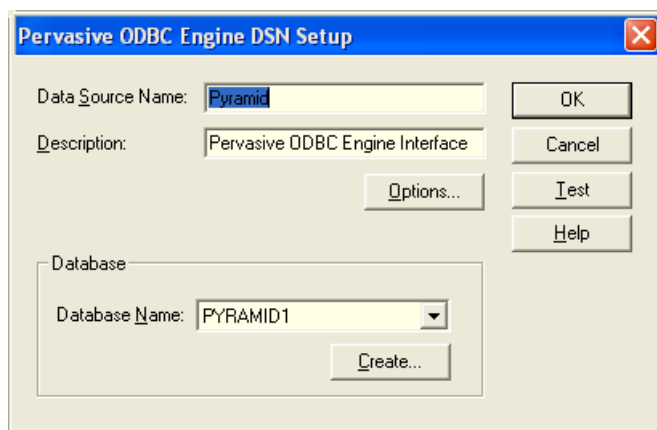 Pervasive ODBC Engine DSN Setup
Data Source Name: Pyramid
OK
Description: Pervasive ODBC Engine Interface
Cancel
Options...
Test
Help
Database
Database Name: PYRAMID1
Create...